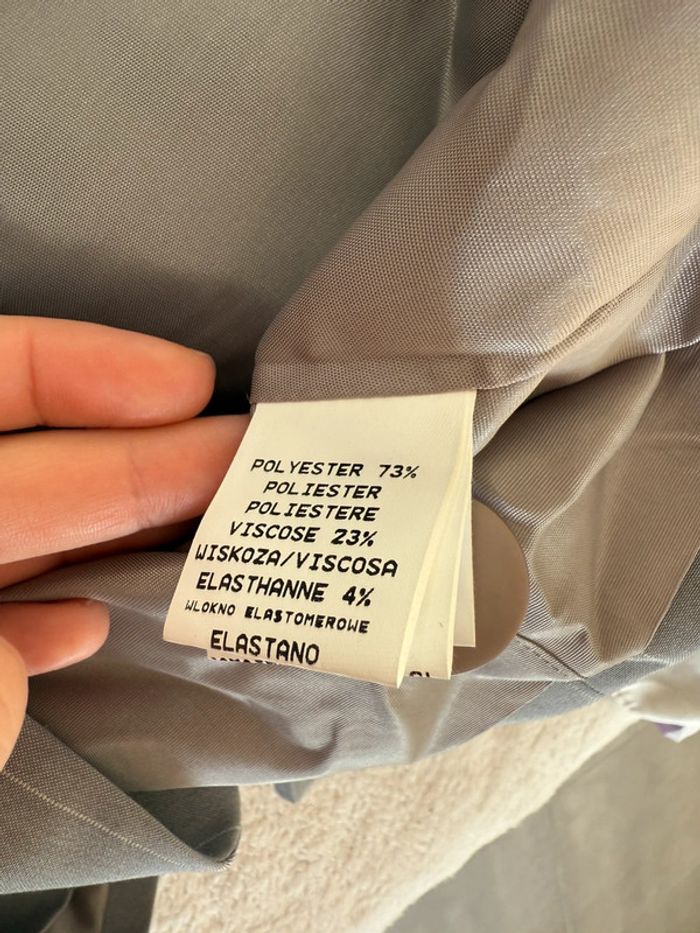 POLYESTER 73%
POLIESTER
POLIESTERE
VISCOSE 23%
WISKOZA/VISCOSA
ELASTHANNE 4%
WLOKNO ELASTOMEROWE
ELASTANO